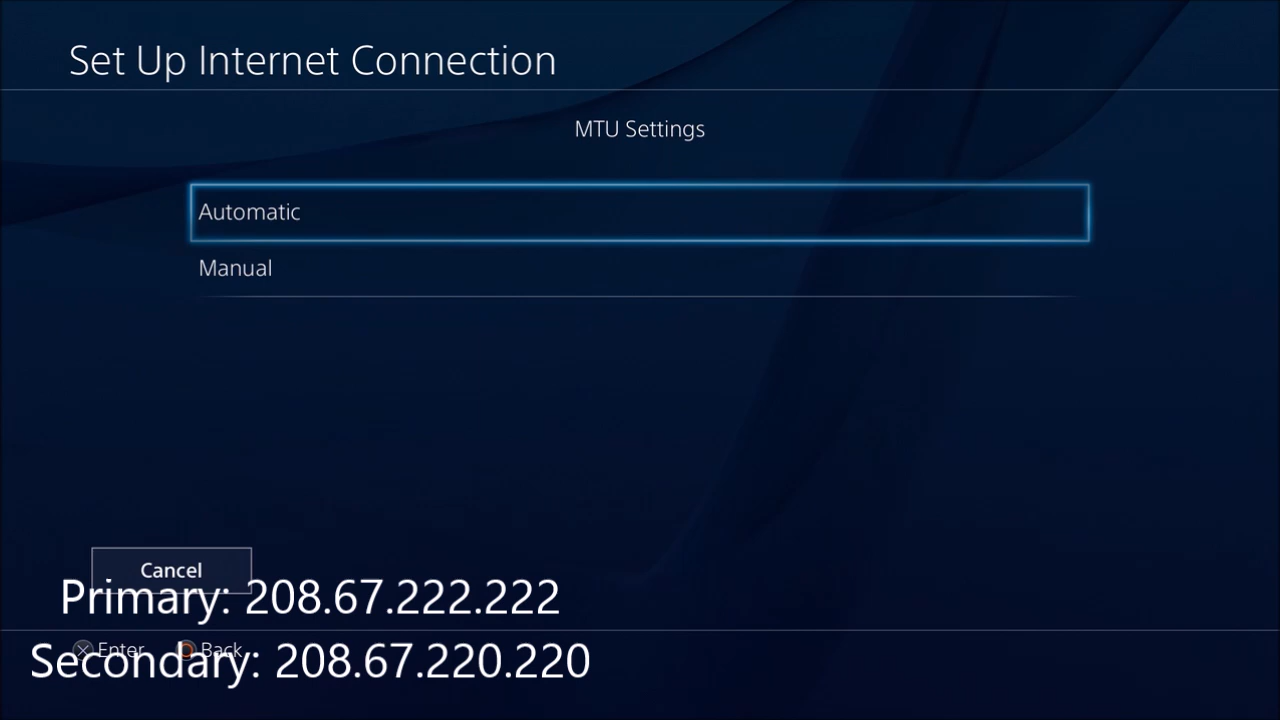 Set Up Internet Connection
MTU Settings
Automatic
Manual
Cancel
Primary: 208.67.222.222
Enter Back
Secondary: 208.67.220.220